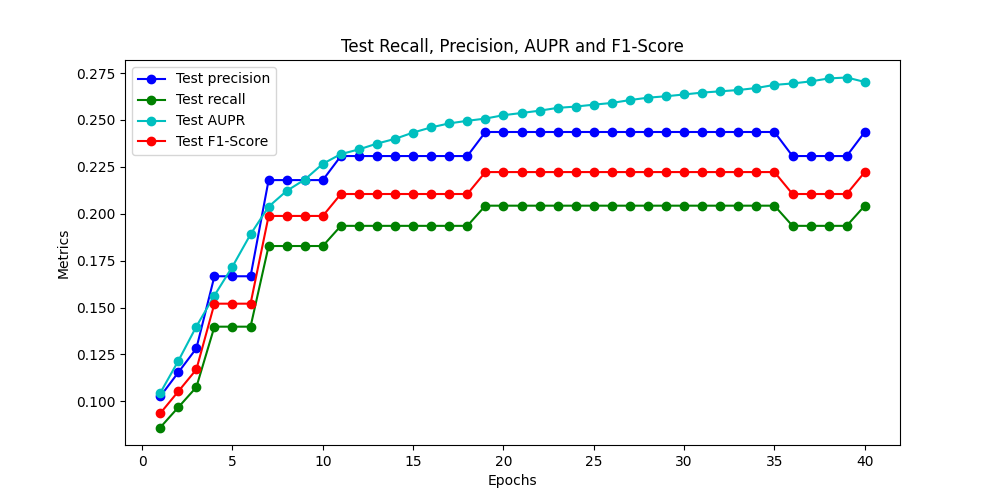 Test Recall, Precision, AUPR and F1-Score
Test precision
Test recall
Test AUPR
Test F1-Score
Metrics
0.275
0.250
0.225
0.200
0.175
0.150
0.125
0.100
0 5 10 15 20 25 30 35 40
Epochs